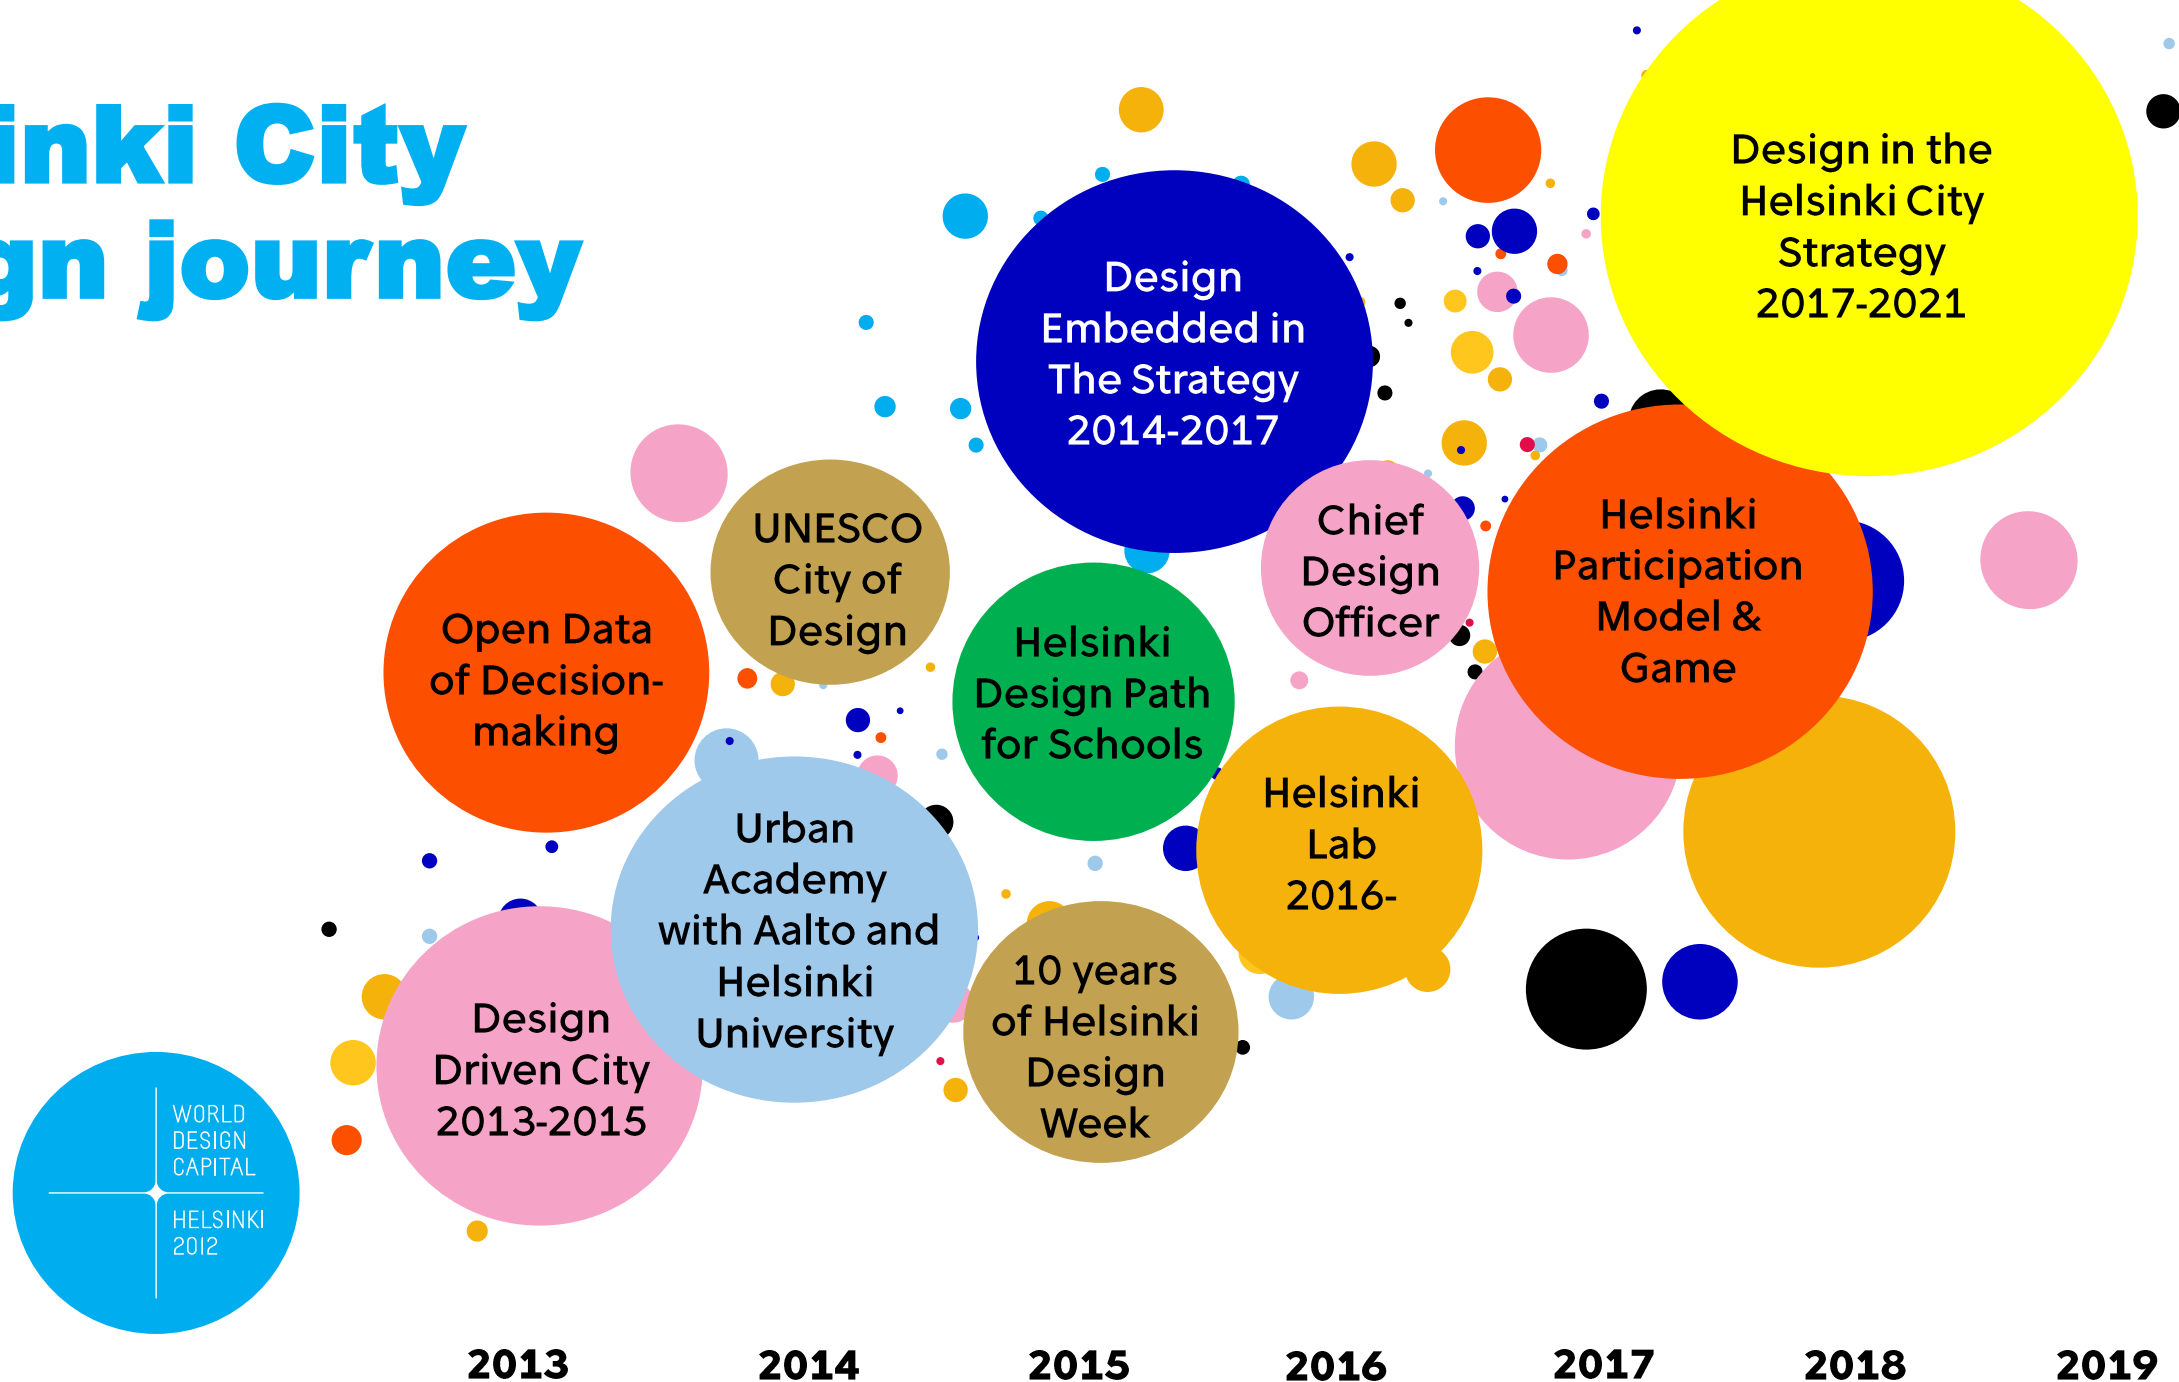 inki City
gn journey
Design in the
Helsinki City
Strategy
2017-2021
Design
Embedded in
The Strategy
2014-2017
UNESCO
City of
Design
Chief
Design
Officer
Helsinki
Participation
Model &
Game
Open Data
of Decision-
making
Helsinki
Design Path
for Schools
Urban
Academy
with Aalto and
Helsinki
University
Helsinki
Lab
2016-
Design
Driven City
2013-2015
10 years
of Helsinki
Design
Week
WORLD
DESIGN
CAPITAL
HELSINKI
2012
2013 2014 2015 2016 2017 2018 2019